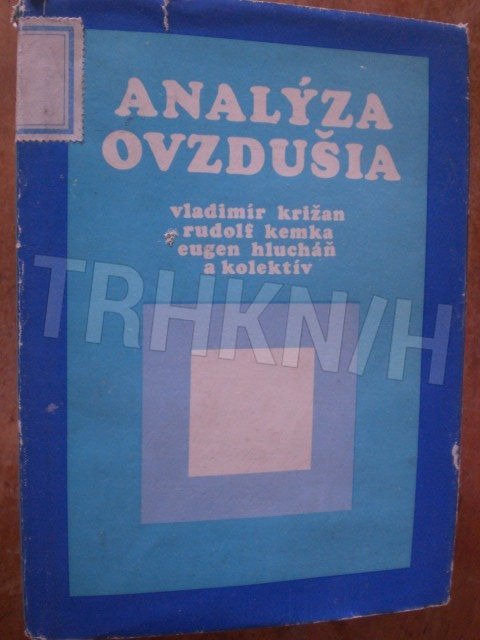 ANALÝZA
OVZDUŠIA
vladimír križan
rudolf kemka
eugen hlucháň
a kolektív
TRHKNIH